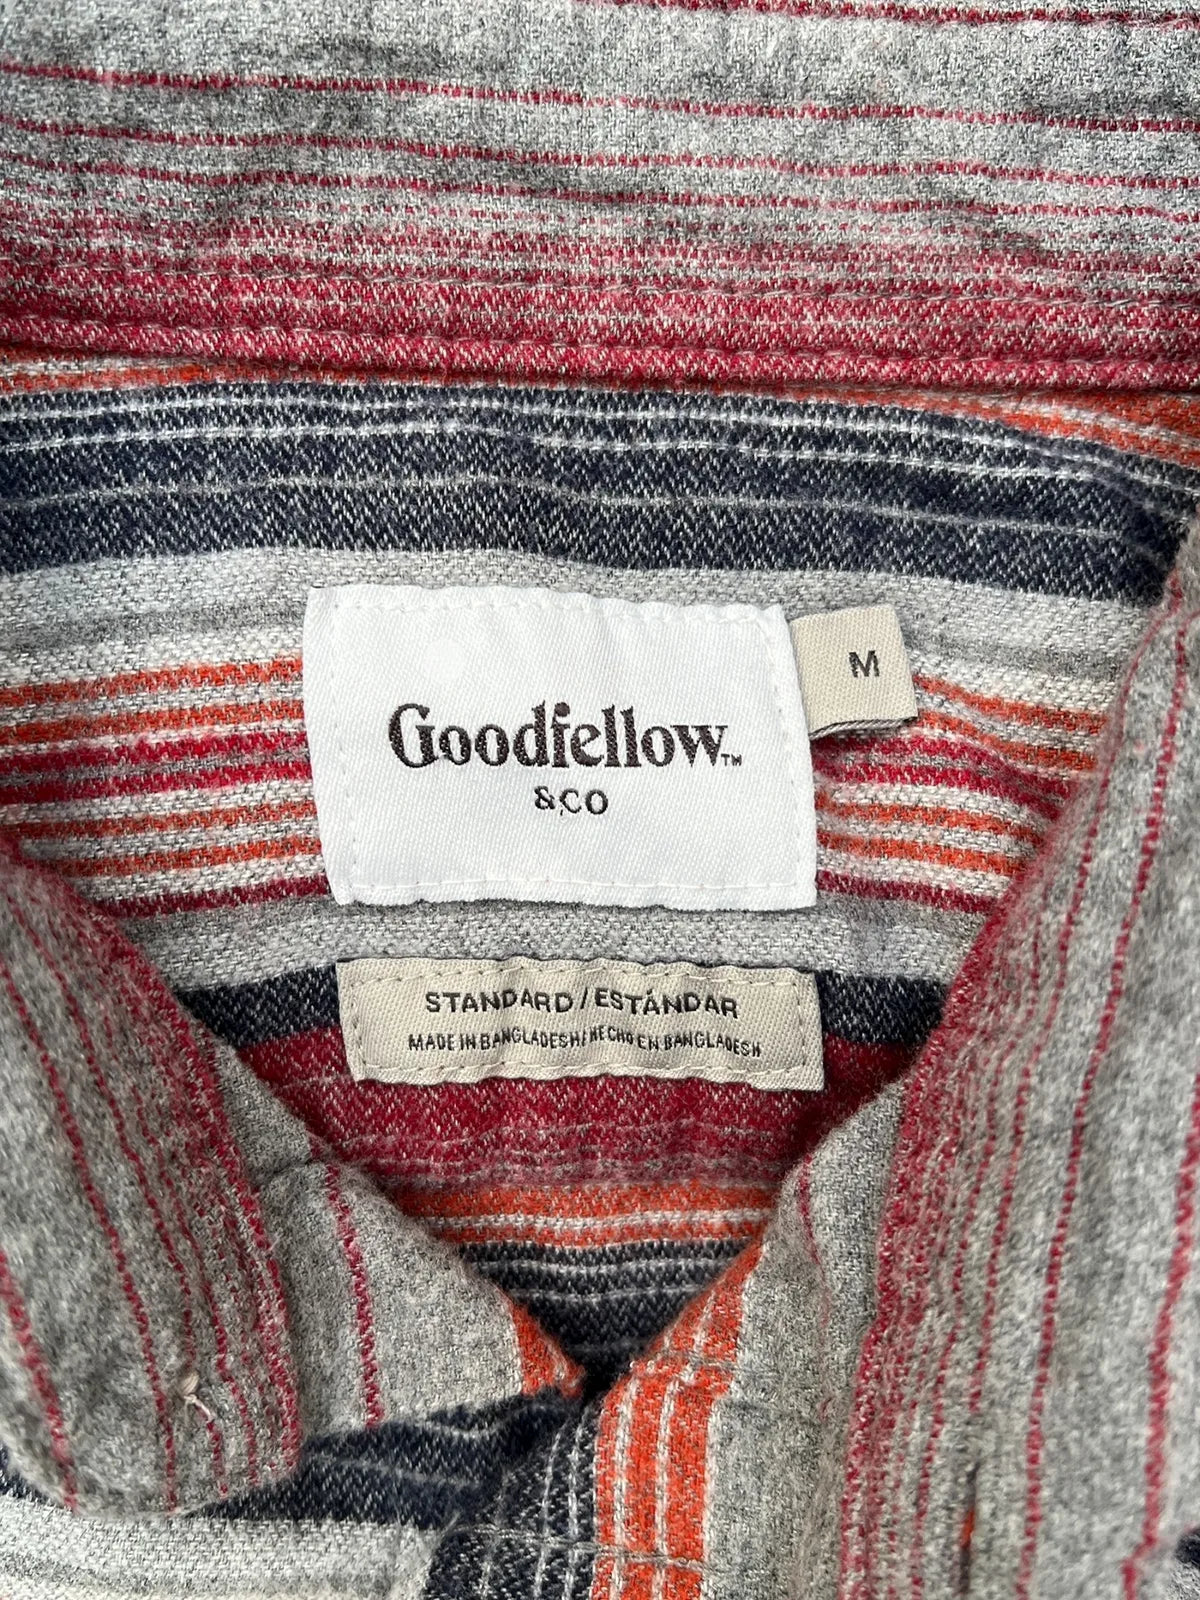 M
Goodfellow™
&CO
STANDARD/ESTÁNDAR
MADE IN BANGLADESH/HECHO EN BANGLADESH